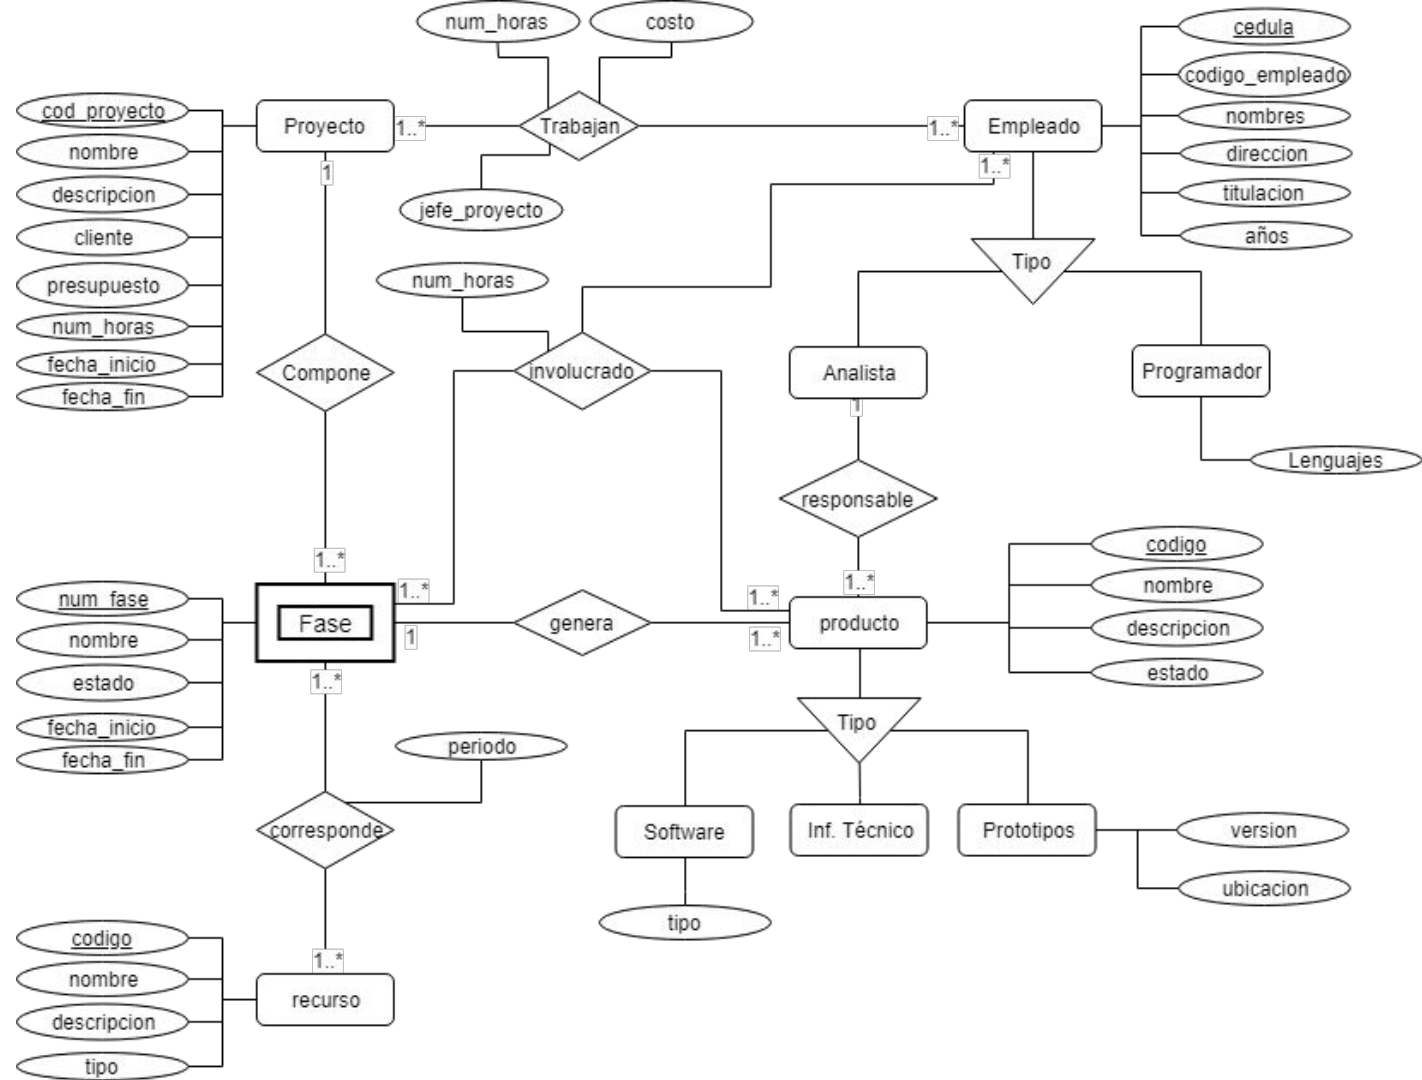 num_horas
costo
cedula
codigo_empleado
cod_proyecto
Proyecto
1..*
Trabajan
1..*
Empleado
nombres
nombre
direccion
1
1..*
descripcion
jefe_proyecto
titulacion
cliente
años
Tipo
presupuesto
num_horas
num_horas
fecha_inicio
fecha_fin
Compone
involucrado
Analista
Programador
1
Lenguajes
responsable
codigo
1..*
1..*
1..*
1..*
nombre
num_fase
Fase
1
genera
1..*
producto
descripcion
nombre
estado
1..*
estado
fecha_inicio
fecha_fin
periodo
Tipo
corresponde
Software
Inf. Técnico
Prototipos
version
ubicacion
tipo
codigo
1..*
nombre
recurso
descripcion
tipo